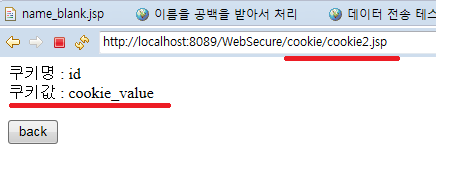 name_blank.jsp 이름을 공백을 받아서 처리 데이터 전송 테스
http://localhost:8089/WebSecure/cookie/cookie2.jsp
쿠키명 : id
쿠키값 : cookie_value
back